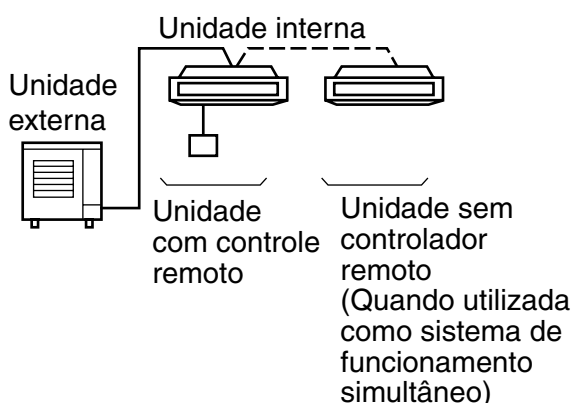 Unidade interna
Unidade
externa
Unidade
com controle
remoto
Unidade sem
controlador
remoto
(Quando utilizada
como sistema de
funcionamento
simultâneo)